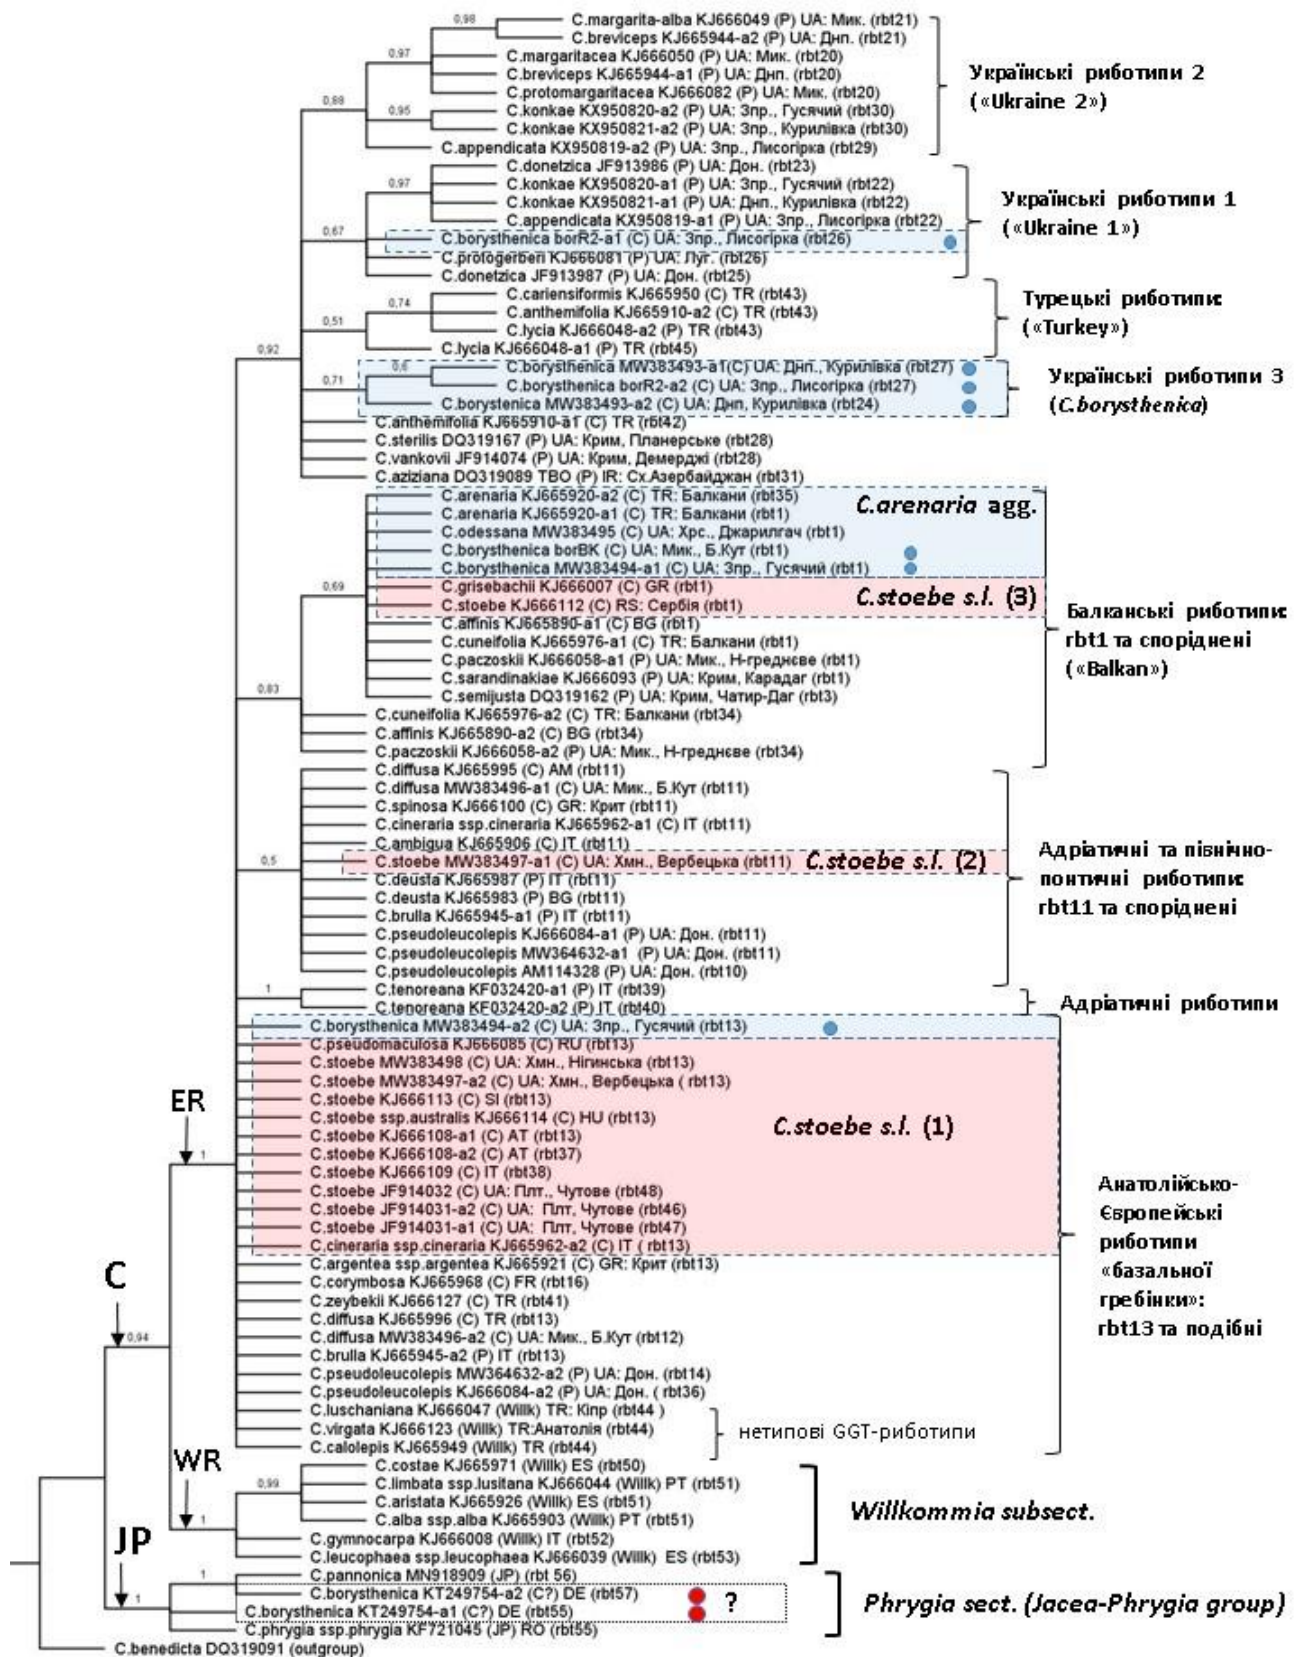 0,98
C.margarita-alba KJ666049 (P) UA: Мик. (rbt21)
C.breviceps KJ665944-a2 (P) UA: Днп. (rbt21)
0,97
C.margaritacea KJ666050 (P) UA: Мик. (rbt20)
C.breviceps KJ665944-a1 (P) UA: Днп. (rbt20)
C.protomargaritacea KJ666082 (P) UA: Мик. (rbt20)
Українські риботипи 2
(«Ukraine 2»)
0,88
0,95
C.konkae KX950820-a2 (P) UA: Зпр., Гусячий (rbt30)
C.konkae KX950821-a2 (P) UA: Зпр., Курилівка (rbt30)
C.appendicata KX950819-a2 (P) UA: Зпр., Лисогірка (rbt29)
C.donetzica JF913986 (P) UA: Дон. (rbt23)
0,97
C.konkae KX950820-a1 (P) UA: Зпр., Гусячий (rbt22)
C.konkae KX950821-a1 (P) UA: Днп., Курилівка (rbt22)
C.appendicata KX950819-a1 (P) UA: Зпр., Лисогірка (rbt22)
Українські риботипи 1
(«Ukraine 1»)
0,67
C.borysthenica borR2-a1 (C) UA: Зпр., Лисогірка (rbt26)
C.protogerberi KJ666081 (P) UA: Луг. (rbt26)
C.donetzica JF913987 (P) UA: Дон. (rbt25)
C.cariensiformis KJ665950 (C) TR (rbt43)
0,74
C.anthemifolia KJ665910-a2 (C) TR (rbt43)
0,51
C.lycia KJ666048-a2 (P) TR (rbt43)
C.lycia KJ666048-a1 (P) TR (rbt45)
Турецькі риботипи:
(«Turkey»)
0,92
0,6
C.borysthenica MW383493-a1(C) UA: Днп., Курилівка (rbt27)
0,71
C.borysthenica borR2-a2 (C) UA: Зпр., Лисогірка (rbt27)
C.borystenica MW383493-a2 (C) UA: Днп, Курилівка (rbt24)
Українські риботипи 3
(C.borysthenica)
C.anthemifolia KJ665910-a1 (C) TR (rbt42)
C.sterilis DQ319167 (P) UA: Крим, Планерське (rbt28)
C.vankovii JF914074 (P) UA: Крим, Демерджі (rbt28)
C.aziziana DQ319089 TBO (P) IR: Сх.Азербайджан (rbt31)
C.arenaria KJ665920-a2 (C) TR: Балкани (rbt35)
C.arenaria agg.
C.arenaria KJ665920-a1 (C) TR: Балкани (rbt1)
C.odessana MW383495 (C) UA: Хрс., Джарилгач (rbt1)
C.borysthenica borBK (C) UA: Мик., Б.Кут (rbt1)
C.borysthenica MW383494-a1 (C) UA: Зпр., Гусячий (rbt1)
0,69
C.grisebachii KJ666007 (C) GR (rbt1)
C.stoebe s.l. (3)
C.stoebe KJ666112 (C) RS: Сербія (rbt1)
C.affinis KJ665890-a1 (C) BG (rbt1)
C.cuneifolia KJ665976-a1 (C) TR: Балкани (rbt1)
C.paczoskii KJ666058-a1 (P) UA: Мик., Н-греднєве (rbt1)
C.sarandinakiae KJ666093 (P) UA: Крим, Карадаг (rbt1)
Балканські риботипи:
rbt1 та споріднені
(«Balkan»)
0,83
C.semijusta DQ319162 (P) UA: Крим, Чатир-Даг (rbt3)
C.cuneifolia KJ665976-a2 (C) TR: Балкани (rbt34)
C.affinis KJ665890-a2 (C) BG (rbt34)
C.paczoskii KJ666058-a2 (P) UA: Мик., Н-греднєве (rbt34)
C.diffusa KJ665995 (C) AM (rbt11)
C.diffusa MW383496-a1 (C) UA: Мик., Б.Кут (rbt11)
C.spinosa KJ666100 (C) GR: Крит (rbt11)
C.cineraria ssp.cineraria KJ665962-a1 (C) IT (rbt11)
C.ambigua KJ665906 (C) IT (rbt11)
0,5
C.stoebe MW383497-a1 (C) UA: Хмн., Вербецька (rbt11)
C.stoebe s.l. (2)
C.deusta KJ665987 (P) IT (rbt11)
C.deusta KJ665983 (P) BG (rbt11)
C.brulla KJ665945-a1 (P) IT (rbt11)
Адріатичні та північно-
понтичні риботипи:
rbt11 та споріднені
C.pseudoleucolepis KJ666084-a1 (P) UA: Дон. (rbt11)
C.pseudoleucolepis MW364632-a1 (P) UA: Дон. (rbt11)
C.pseudoleucolepis AM114328 (P) UA: Дон. (rbt10)
1
C.tenoreana KF032420-a1 (P) IT (rbt39)
C.tenoreana KF032420-a2 (P) IT (rbt40)
Адріатичні риботипи
C.borysthenica MW383494-a2 (C) UA: Зпр., Гусячий (rbt13)
C.pseudomaculosa KJ666085 (C) RU (rbt13)
C.stoebe MW383498 (C) UA: Хмн., Нігинська (rbt13)
C.stoebe MW383497-a2 (C) UA: Хмн., Вербецька ( rbt13)
ER
C.stoebe KJ666113 (C) SI (rbt13)
C.stoebe ssp.australis KJ666114 (C) HU (rbt13)
C.stoebe s.l. (1)
C.stoebe KJ666108-a1 (C) AT (rbt13)
1
C.stoebe KJ666108-a2 (C) AT (rbt37)
C.stoebe KJ666109 (C) IT (rbt38)
C.stoebe JF914032 (C) UA: Плт., Чутове (rbt48)
C.stoebe JF914031-a2 (C) UA: Плт, Чутове (rbt46)
C.stoebe JF914031-a1 (C) UA: Плт, Чутове (rbt47)
C.cineraria ssp.cineraria KJ665962-a2 (C) IT ( rbt13)
Анатолійсько-
Європейські
риботипи
«базальної
гребінки»:
rbt13 та подібні
C.argentea ssp.argentea KJ665921 (C) GR: Крит (rbt13)
C
C.corymbosa KJ665968 (C) FR (rbt16)
C.zeybekii KJ666127 (C) TR (rbt41)
C.diffusa KJ665996 (C) TR (rbt13)
0,94
C.diffusa MW383496-a2 (C) UA: Мик., Б.Кут (rbt12)
C.brulla KJ665945-a2 (P) IT (rbt13)
C.pseudoleucolepis MW364632-a2 (P) UA: Дон. (rbt14)
C.pseudoleucolepis KJ666084-a2 (P) UA: Дон. ( rbt36)
C.luschaniana KJ666047 (Willk) TR: Кіпр (rbt44 )
C.virgata KJ666123 (Willk) TR:Анатолія (rbt44)
C.calolepis KJ665949 (Willk) TR (rbt44)
нетипові GGT-риботипи
WR
C.costae KJ665971 (Willk) ES (rbt50)
0,99
C.limbata ssp.lusitana KJ666044 (Willk) PT (rbt51)
C.aristata KJ665926 (Willk) ES (rbt51)
C.alba ssp.alba KJ665903 (Willk) PT (rbt51)
1
C.gymnocarpa KJ666008 (Willk) IT (rbt52)
C.leucophaea ssp.leucophaea KJ666039 (Willk) ES (rbt53)
Willkommia subsect.
JP
1
C.pannonica MN918909 (JP) (rbt 56)
1
C.borysthenica KT249754-a2 (C?) DE (rbt57)
C.borysthenica KT249754-a1 (C?) DE (rbt55)
?
C.phrygia ssp.phrygia KF721045 (JP) RO (rbt55)
Phrygia sect. (Jacea-Phrygia group)
C.benedicta DQ319091 (outgroup)